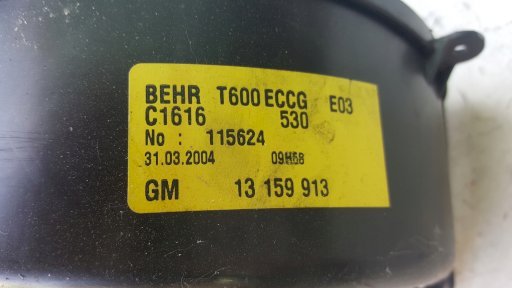 BEHR T600 ECCG E03
C1616 530
No : 115624
31.03.2004 09H58
GM 13 159 913